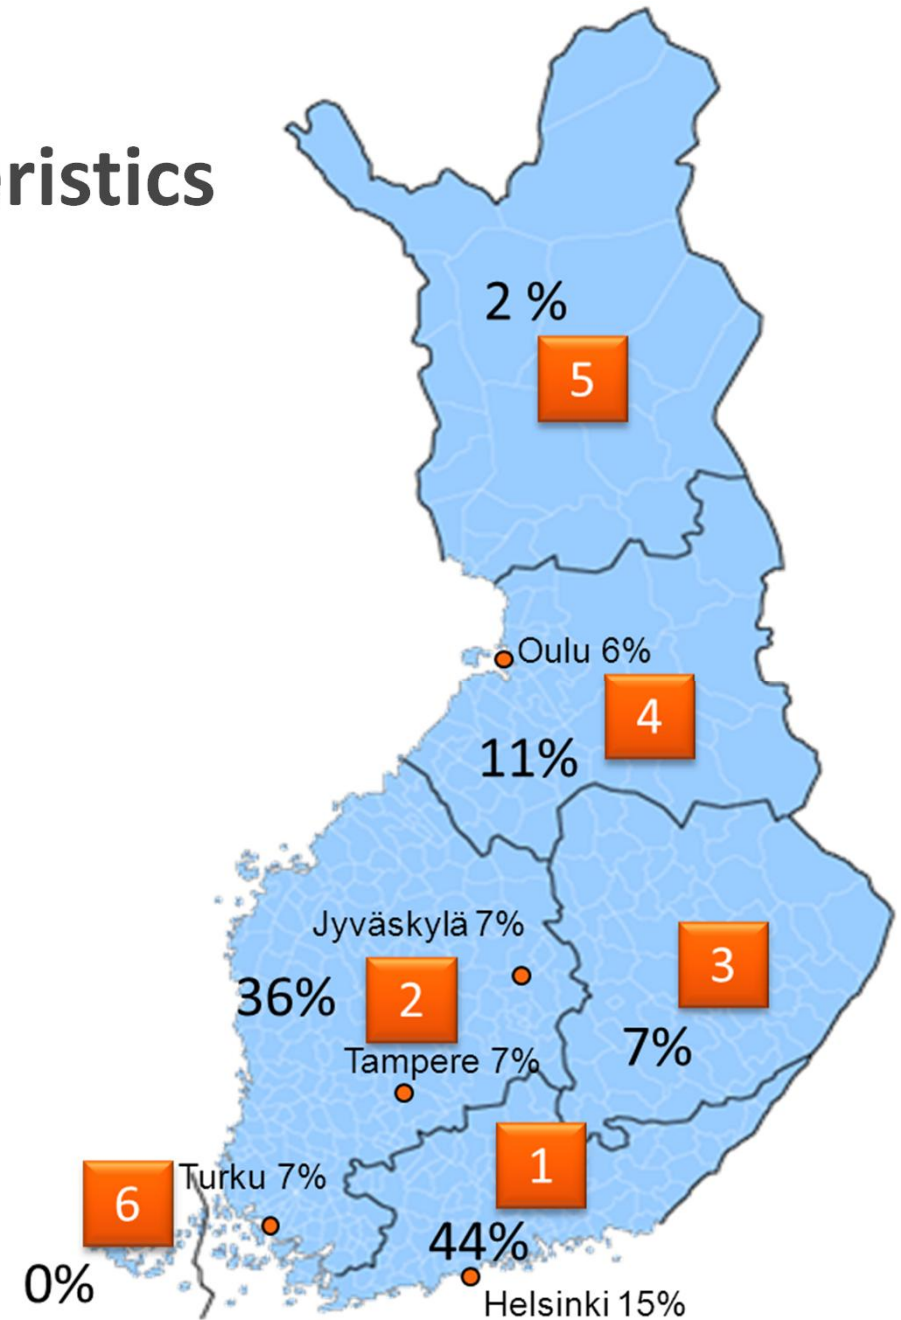 eristics
2 %
5
Oulu 6%
4
11%
Jyväskylä 7%
3
36%
2
7%
Tampere 7%
1
Turku 7%
6
44%
0%
Helsinki 15%